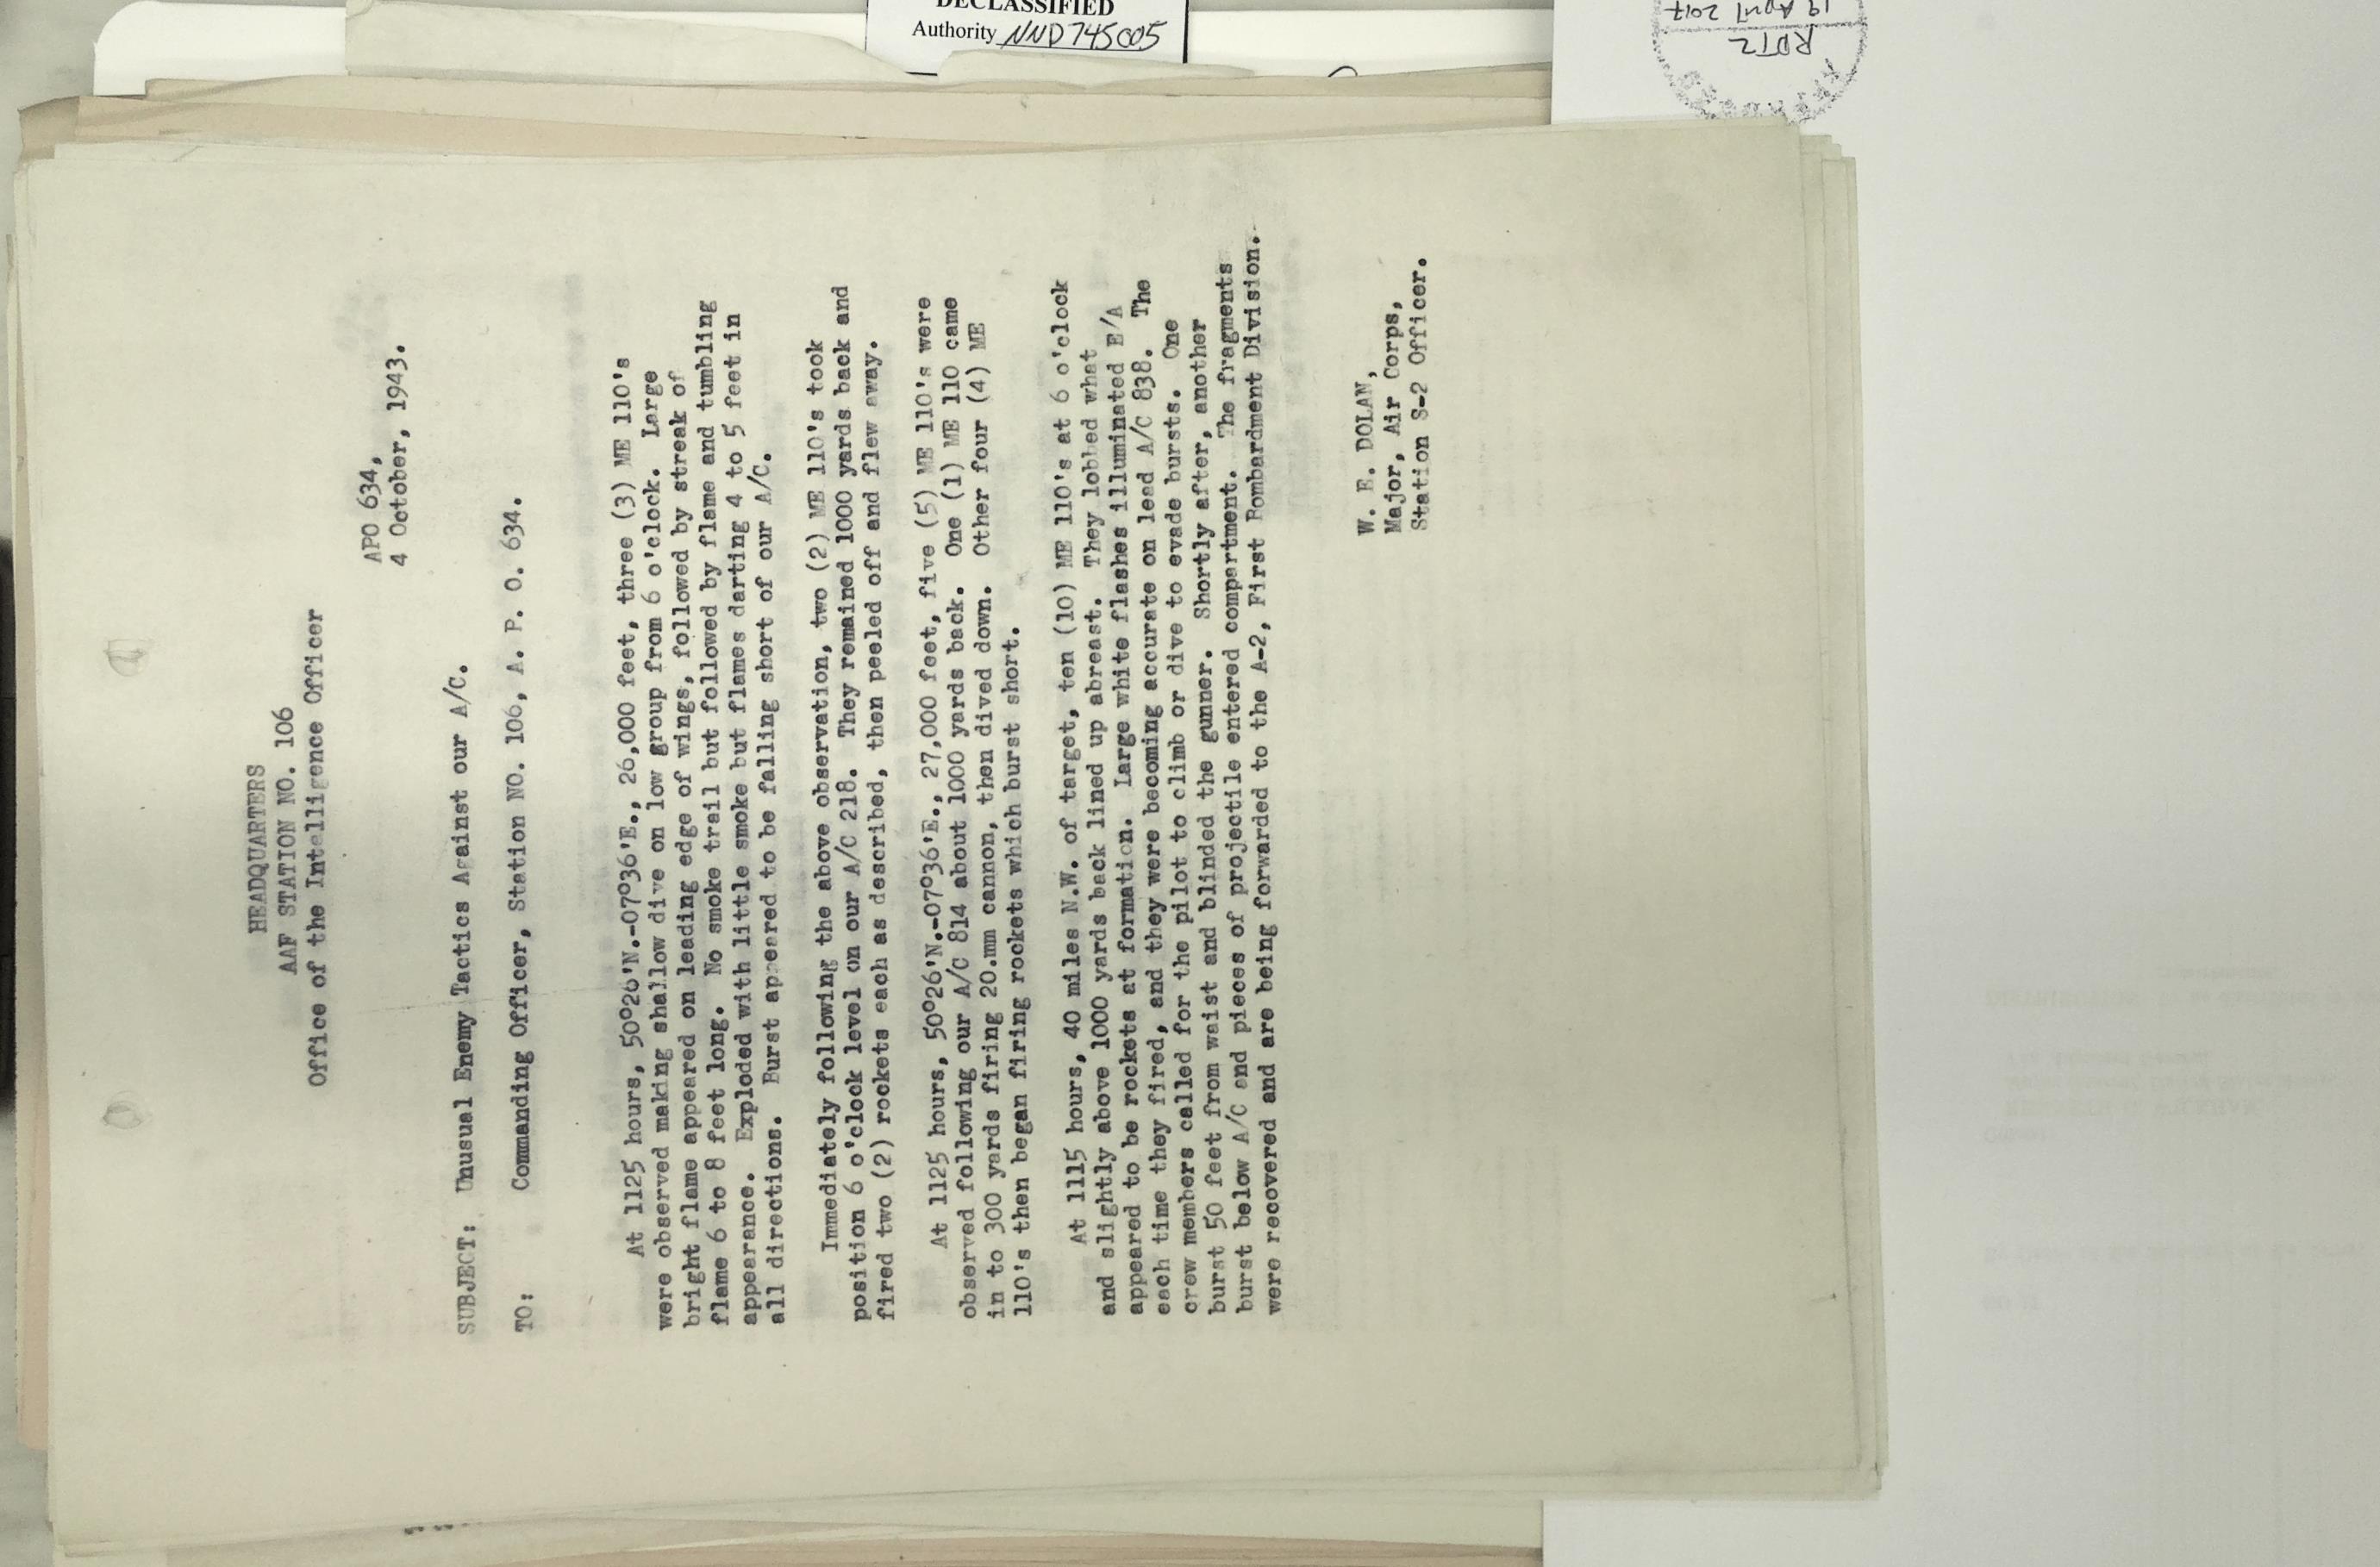 DECLASSIFIED
Authority NND745005
RDTZ
19 April 2017
HEADQUARTERS
AAF STATION NO. 106
Office of the Intelligence Officer
APO 634,
4 October, 1943.
SUBJECT: Unusual Enemy Tactics Against our A/C.
TO: Commanding Officer, Station NO. 106, A. P. O. 634.
At 1125 hours, 50°26'N.-07°36'E., 26,000 feet, three (3) ME 110's
were observed making shallow dive on low group from 6 o'clock. Large
bright flame appeared on leading edge of wings, followed by streak of
flame 6 to 8 feet long. No smoke trail but followed by flame and tumbling
appearance. Exploded with little smoke but flames darting 4 to 5 feet in
all directions. Burst appeared to be falling short of our A/C.
Immediately following the above observation, two (2) ME 110's took
position 6 o'clock level on our A/C 218. They remained 1000 yards back and
fired two (2) rockets each as described, then peeled off and flew away.
At 1125 hours, 50°26'N.-07°36'E., 27,000 feet, five (5) ME 110's were
observed following our A/C 814 about 1000 yards back. One (1) ME 110 came
in to 300 yards firing 20.mm cannon, then dived down. Other four (4) ME
110's then began firing rockets which burst short.
At 1115 hours, 40 miles N.W. of target, ten (10) ME 110's at 6 o'clock
and slightly above 1000 yards back lined up abreast. They lobbed what
appeared to be rockets at formation. Large white flashes illuminated E/A
each time they fired, and they were becoming accurate on lead A/C 838. The
crew members called for the pilot to climb or dive to evade bursts. One
burst 50 feet from waist and blinded the gunner. Shortly after, another
burst below A/C and pieces of projectile entered compartment. The fragments
were recovered and are being forwarded to the A-2, First Bombardment Division.
W. E. DOLAN,
Major, Air Corps,
Station S-2 Officer.